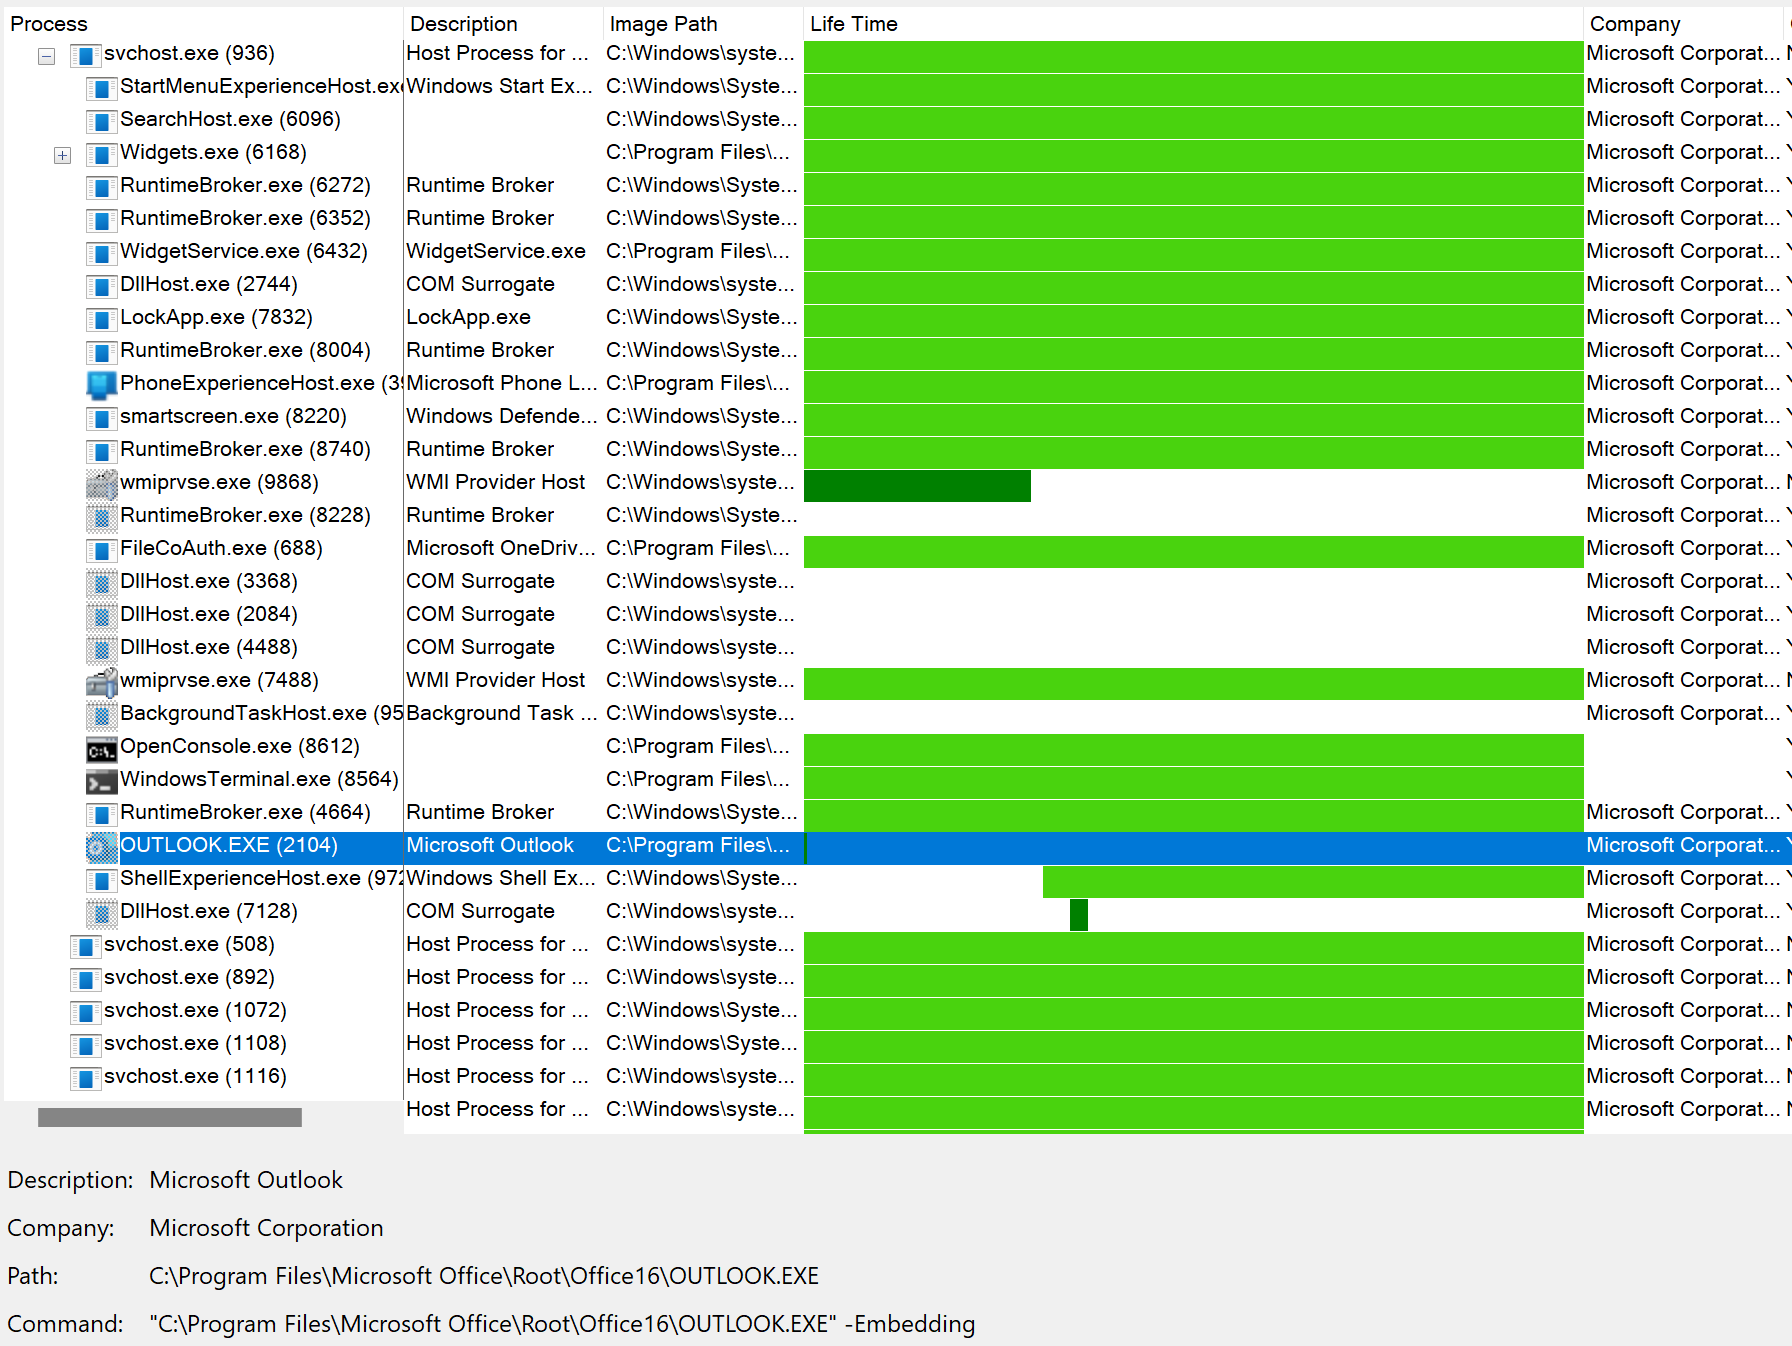 Process Description Image Path Life Time Company
svchost.exe (936) Host Process for ... C:\Windows\syste... Microsoft Corporat...
StartMenuExperienceHost.exe Windows Start Ex... C:\Windows\Syste... Microsoft Corporat...
SearchHost.exe (6096) C:\Windows\Syste... Microsoft Corporat...
Widgets.exe (6168) C:\Program Files\... Microsoft Corporat...
RuntimeBroker.exe (6272) Runtime Broker C:\Windows\Syste... Microsoft Corporat...
RuntimeBroker.exe (6352) Runtime Broker C:\Windows\Syste... Microsoft Corporat...
WidgetService.exe (6432) WidgetService.exe C:\Program Files\... Microsoft Corporat...
DllHost.exe (2744) COM Surrogate C:\Windows\syste... Microsoft Corporat...
LockApp.exe (7832) LockApp.exe C:\Windows\Syste... Microsoft Corporat...
RuntimeBroker.exe (8004) Runtime Broker C:\Windows\Syste... Microsoft Corporat...
PhoneExperienceHost.exe (39 Microsoft Phone L... C:\Program Files\... Microsoft Corporat...
smartscreen.exe (8220) Windows Defende... C:\Windows\Syste... Microsoft Corporat...
RuntimeBroker.exe (8740) Runtime Broker C:\Windows\Syste... Microsoft Corporat...
wmiprvse.exe (9868) WMI Provider Host C:\Windows\syste... Microsoft Corporat...
RuntimeBroker.exe (8228) Runtime Broker C:\Windows\Syste... Microsoft Corporat...
FileCoAuth.exe (688) Microsoft OneDriv... C:\Program Files\... Microsoft Corporat...
DllHost.exe (3368) COM Surrogate C:\Windows\syste... Microsoft Corporat...
DllHost.exe (2084) COM Surrogate C:\Windows\syste... Microsoft Corporat...
DllHost.exe (4488) COM Surrogate C:\Windows\syste... Microsoft Corporat...
wmiprvse.exe (7488) WMI Provider Host C:\Windows\syste... Microsoft Corporat...
BackgroundTaskHost.exe (95 Background Task ... C:\Windows\syste... Microsoft Corporat...
OpenConsole.exe (8612) C:\Program Files\...
WindowsTerminal.exe (8564) C:\Program Files\...
RuntimeBroker.exe (4664) Runtime Broker C:\Windows\Syste... Microsoft Corporat...
OUTLOOK.EXE (2104) Microsoft Outlook C:\Program Files\... Microsoft Corporat...
ShellExperienceHost.exe (972 Windows Shell Ex... C:\Windows\Syste... Microsoft Corporat...
DllHost.exe (7128) COM Surrogate C:\Windows\syste... Microsoft Corporat...
svchost.exe (508) Host Process for ... C:\Windows\syste... Microsoft Corporat...
svchost.exe (892) Host Process for ... C:\Windows\syste... Microsoft Corporat...
svchost.exe (1072) Host Process for ... C:\Windows\Syste... Microsoft Corporat...
svchost.exe (1108) Host Process for ... C:\Windows\Syste... Microsoft Corporat...
svchost.exe (1116) Host Process for ... C:\Windows\syste... Microsoft Corporat...
Host Process for ... C:\Windows\syste... Microsoft Corporat...
Description: Microsoft Outlook
Company: Microsoft Corporation
Path: C:\Program Files\Microsoft Office\Root\Office16\OUTLOOK.EXE
Command: "C:\Program Files\Microsoft Office\Root\Office16\OUTLOOK.EXE" -Embedding